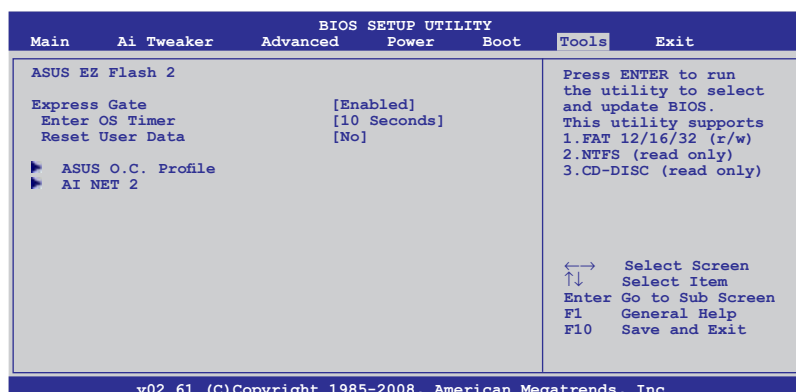 BIOS SETUP UTILITY
Main Ai Tweaker Advanced Power Boot Tools Exit
ASUS EZ Flash 2
Express Gate [Enabled]
Enter OS Timer [10 Seconds]
Reset User Data [No]
ASUS O.C. Profile
AI NET 2
Press ENTER to run
the utility to select
and update BIOS.
This utility supports
1.FAT 12/16/32 (r/w)
2.NTFS (read only)
3.CD-DISC (read only)
←→ Select Screen
↑↓ Select Item
Enter Go to Sub Screen
F1 General Help
F10 Save and Exit
v02.61 (C)Copyright 1985-2008, American Megatrends, Inc.